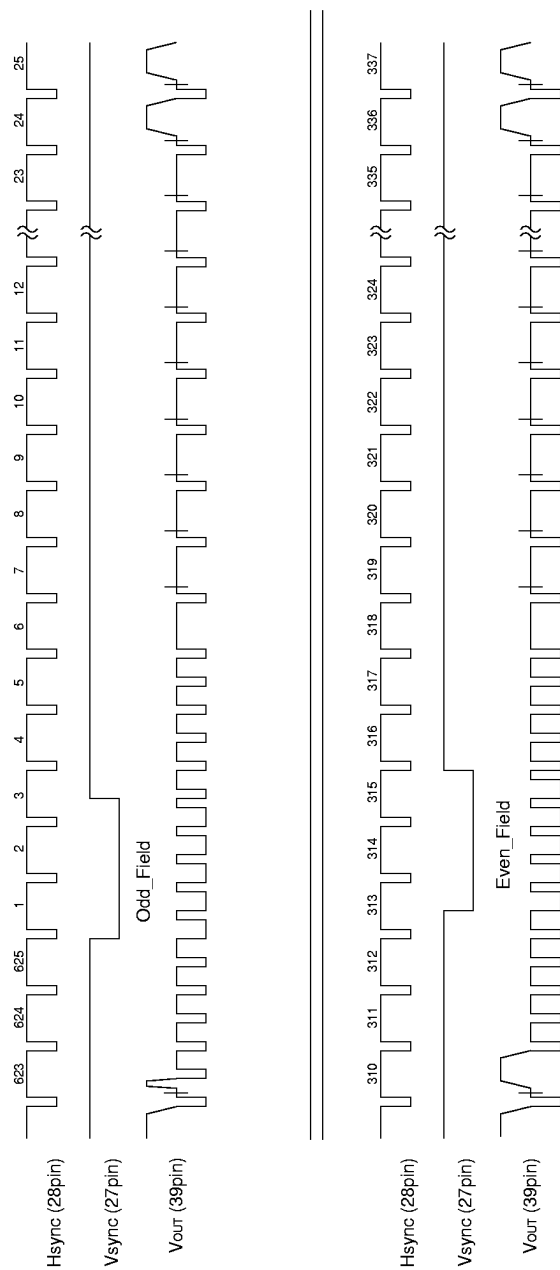 623 624 625 1 2 3 4 5 6 7 8 9 10 11 12 23 24 25
Hsync (28pin)
Vsync (27pin)
Odd_Field
VOUT (39pin)
310 311 312 313 314 315 316 317 318 319 320 321 322 323 324 335 336 337
Hsync (28pin)
Vsync (27pin)
Even_Field
VOUT (39pin)